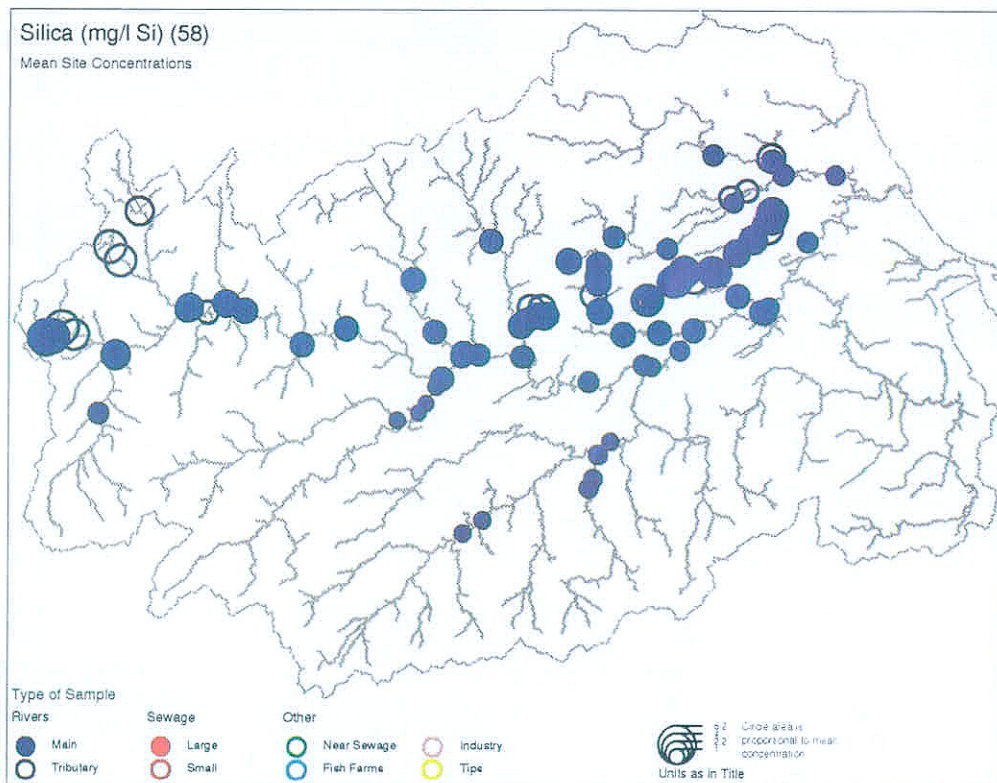 Silica (mg/l Si) (58)
Mean Site Concentrations
Type of Sample
Rivers
Sewage
Other
Main
Large
Near Sewage
Industry
Tributary
Small
Fish Farms
Tips
Circle area is
proportional to mean
concentration
Units as in Title